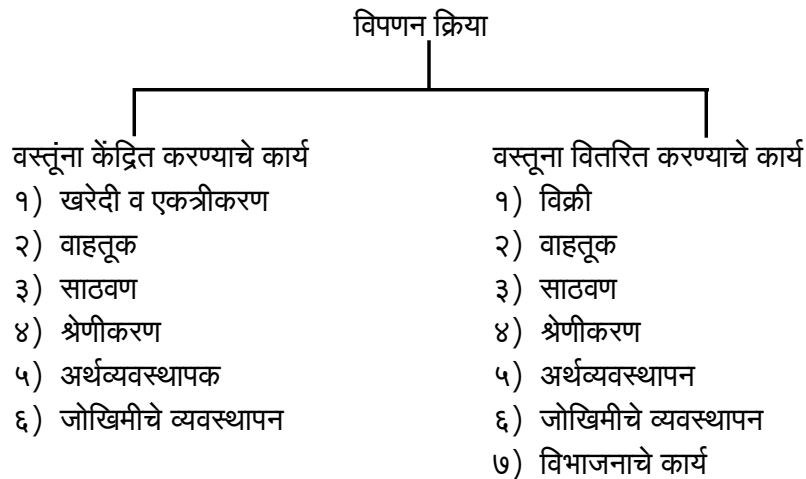 विपणन क्रिया
वस्तूंना केंद्रित करण्याचे कार्य
१) खरेदी व एकत्रीकरण
२) वाहतूक
३) साठवण
४) श्रेणीकरण
५) अर्थव्यवस्थापक
६) जोखिमीचे व्यवस्थापन
वस्तूना वितरित करण्याचे कार्य
१) विक्री
२) वाहतूक
३) साठवण
४) श्रेणीकरण
५) अर्थव्यवस्थापन
६) जोखिमीचे व्यवस्थापन
७) विभाजनाचे कार्य